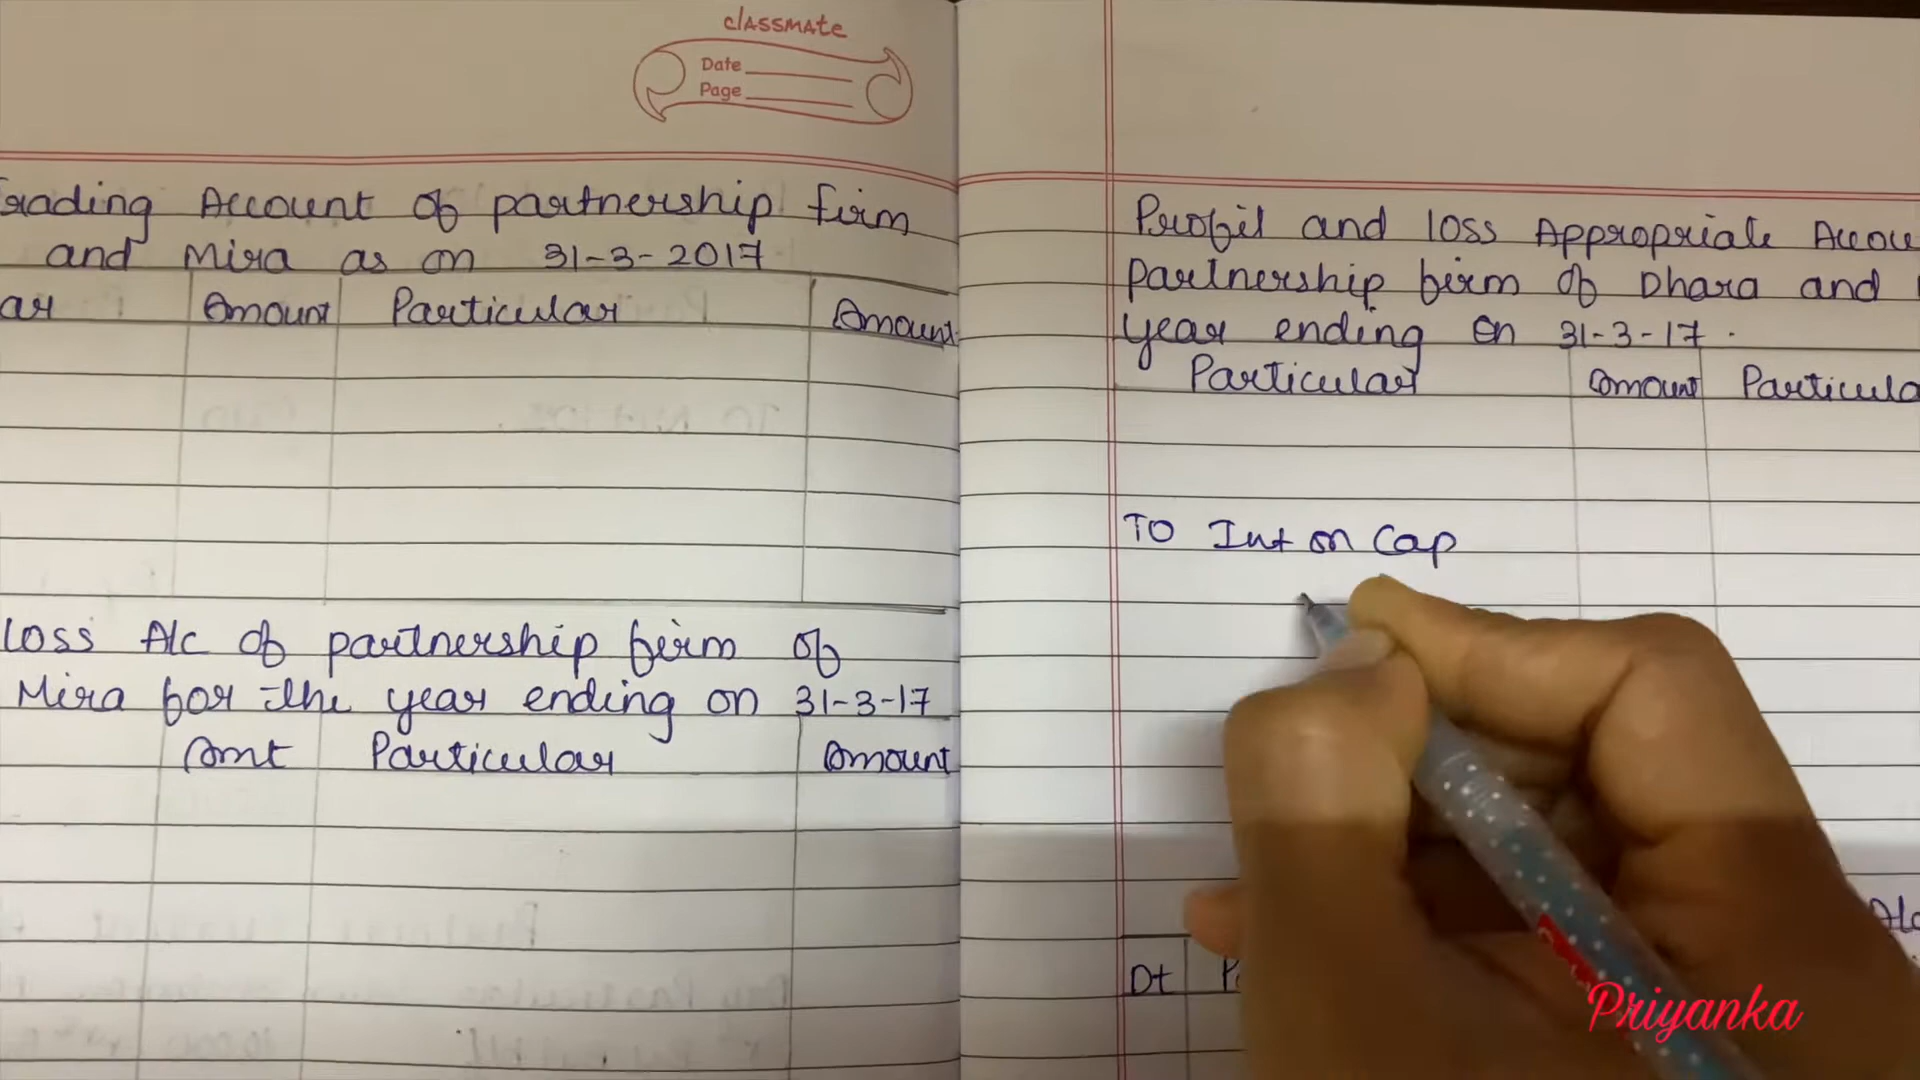 classmate
Date
Page
Trading Account of partnership firm
and Mira as on 31-3-2017
ar Amount Particular Amount
loss A/c of partnership firm of
Mira for the year ending on 31-3-17
Amt Particular Amount
Profit and loss Appropriate Accou
partnership firm of Dhara and
year ending on 31-3-17.
Particular Amount Particula
TO Int on Cap
A/c
Dt P
Priyanka